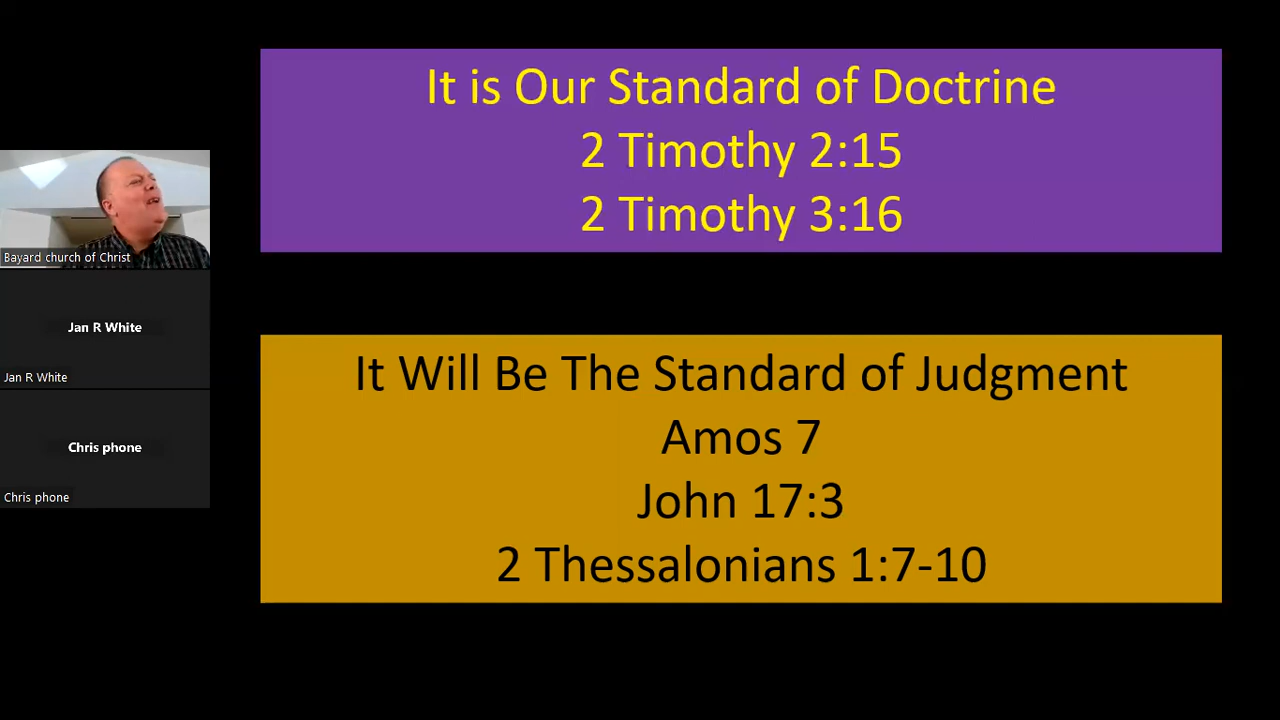 It is Our Standard of Doctrine
2 Timothy 2:15
2 Timothy 3:16
Bayard church of Christ
Jan R White
Jan R White
Chris phone
Chris phone
It Will Be The Standard of Judgment
Amos 7
John 17:3
2 Thessalonians 1:7-10